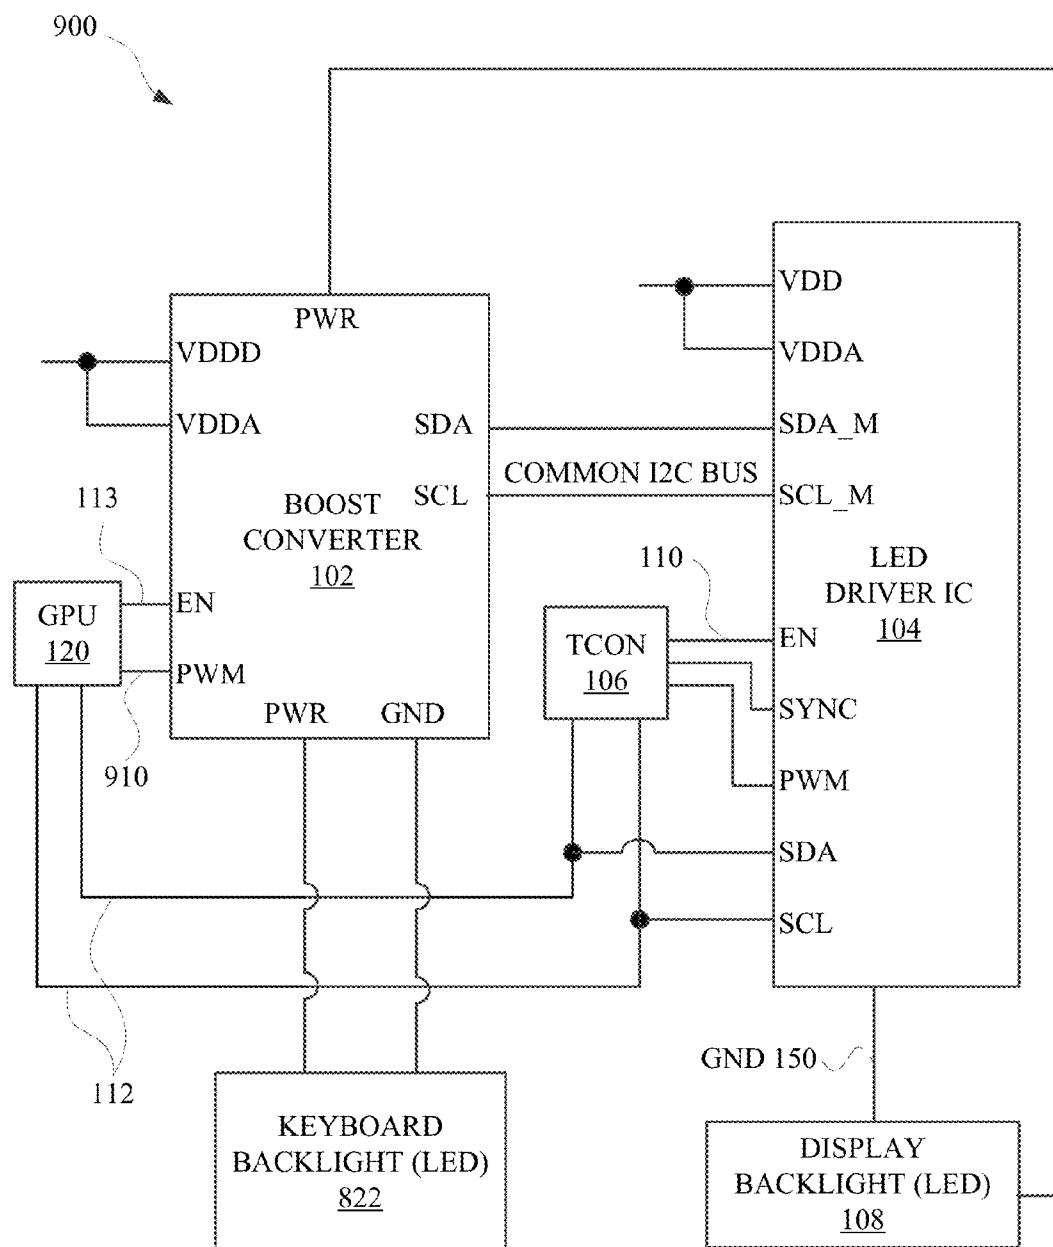 900
PWR
VDDD
VDDA
SDA
SCL
BOOST
CONVERTER
102
EN
PWM
PWR
GND
113
GPU
120
910
COMMON I2C BUS
VDD
VDDA
SDA_M
SCL_M
LED
DRIVER IC
104
EN
SYNC
PWM
SDA
SCL
110
TCON
106
112
GND 150
KEYBOARD
BACKLIGHT (LED)
822
DISPLAY
BACKLIGHT (LED)
108